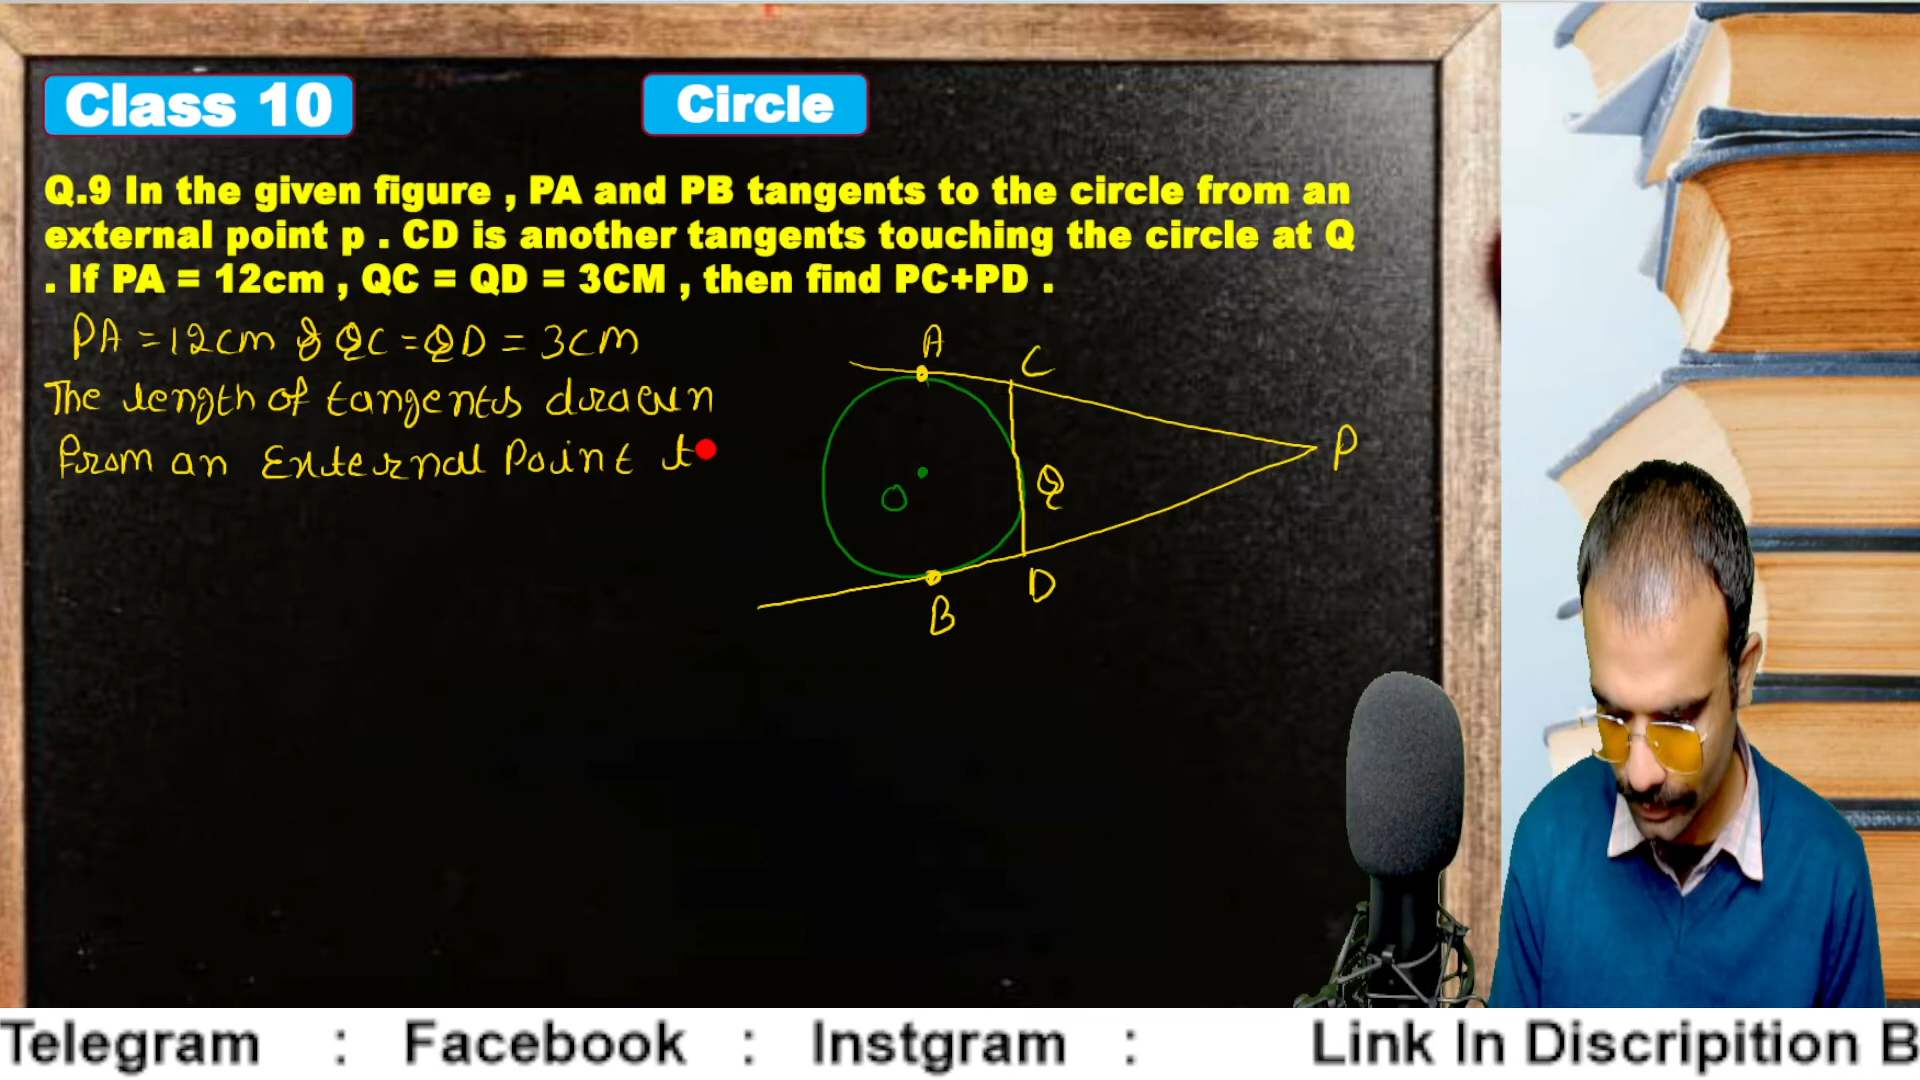 Class 10
Circle
Q.9 In the given figure , PA and PB tangents to the circle from an
external point p . CD is another tangents touching the circle at Q
. If PA = 12cm , QC = QD = 3CM , then find PC+PD .
PA = 12cm & QC = QD = 3cm
The length of tangents drawn
From an External Point t
A
C
P
Q
O
D
B
Telegram : Facebook : Instgram : Link In Discripition B